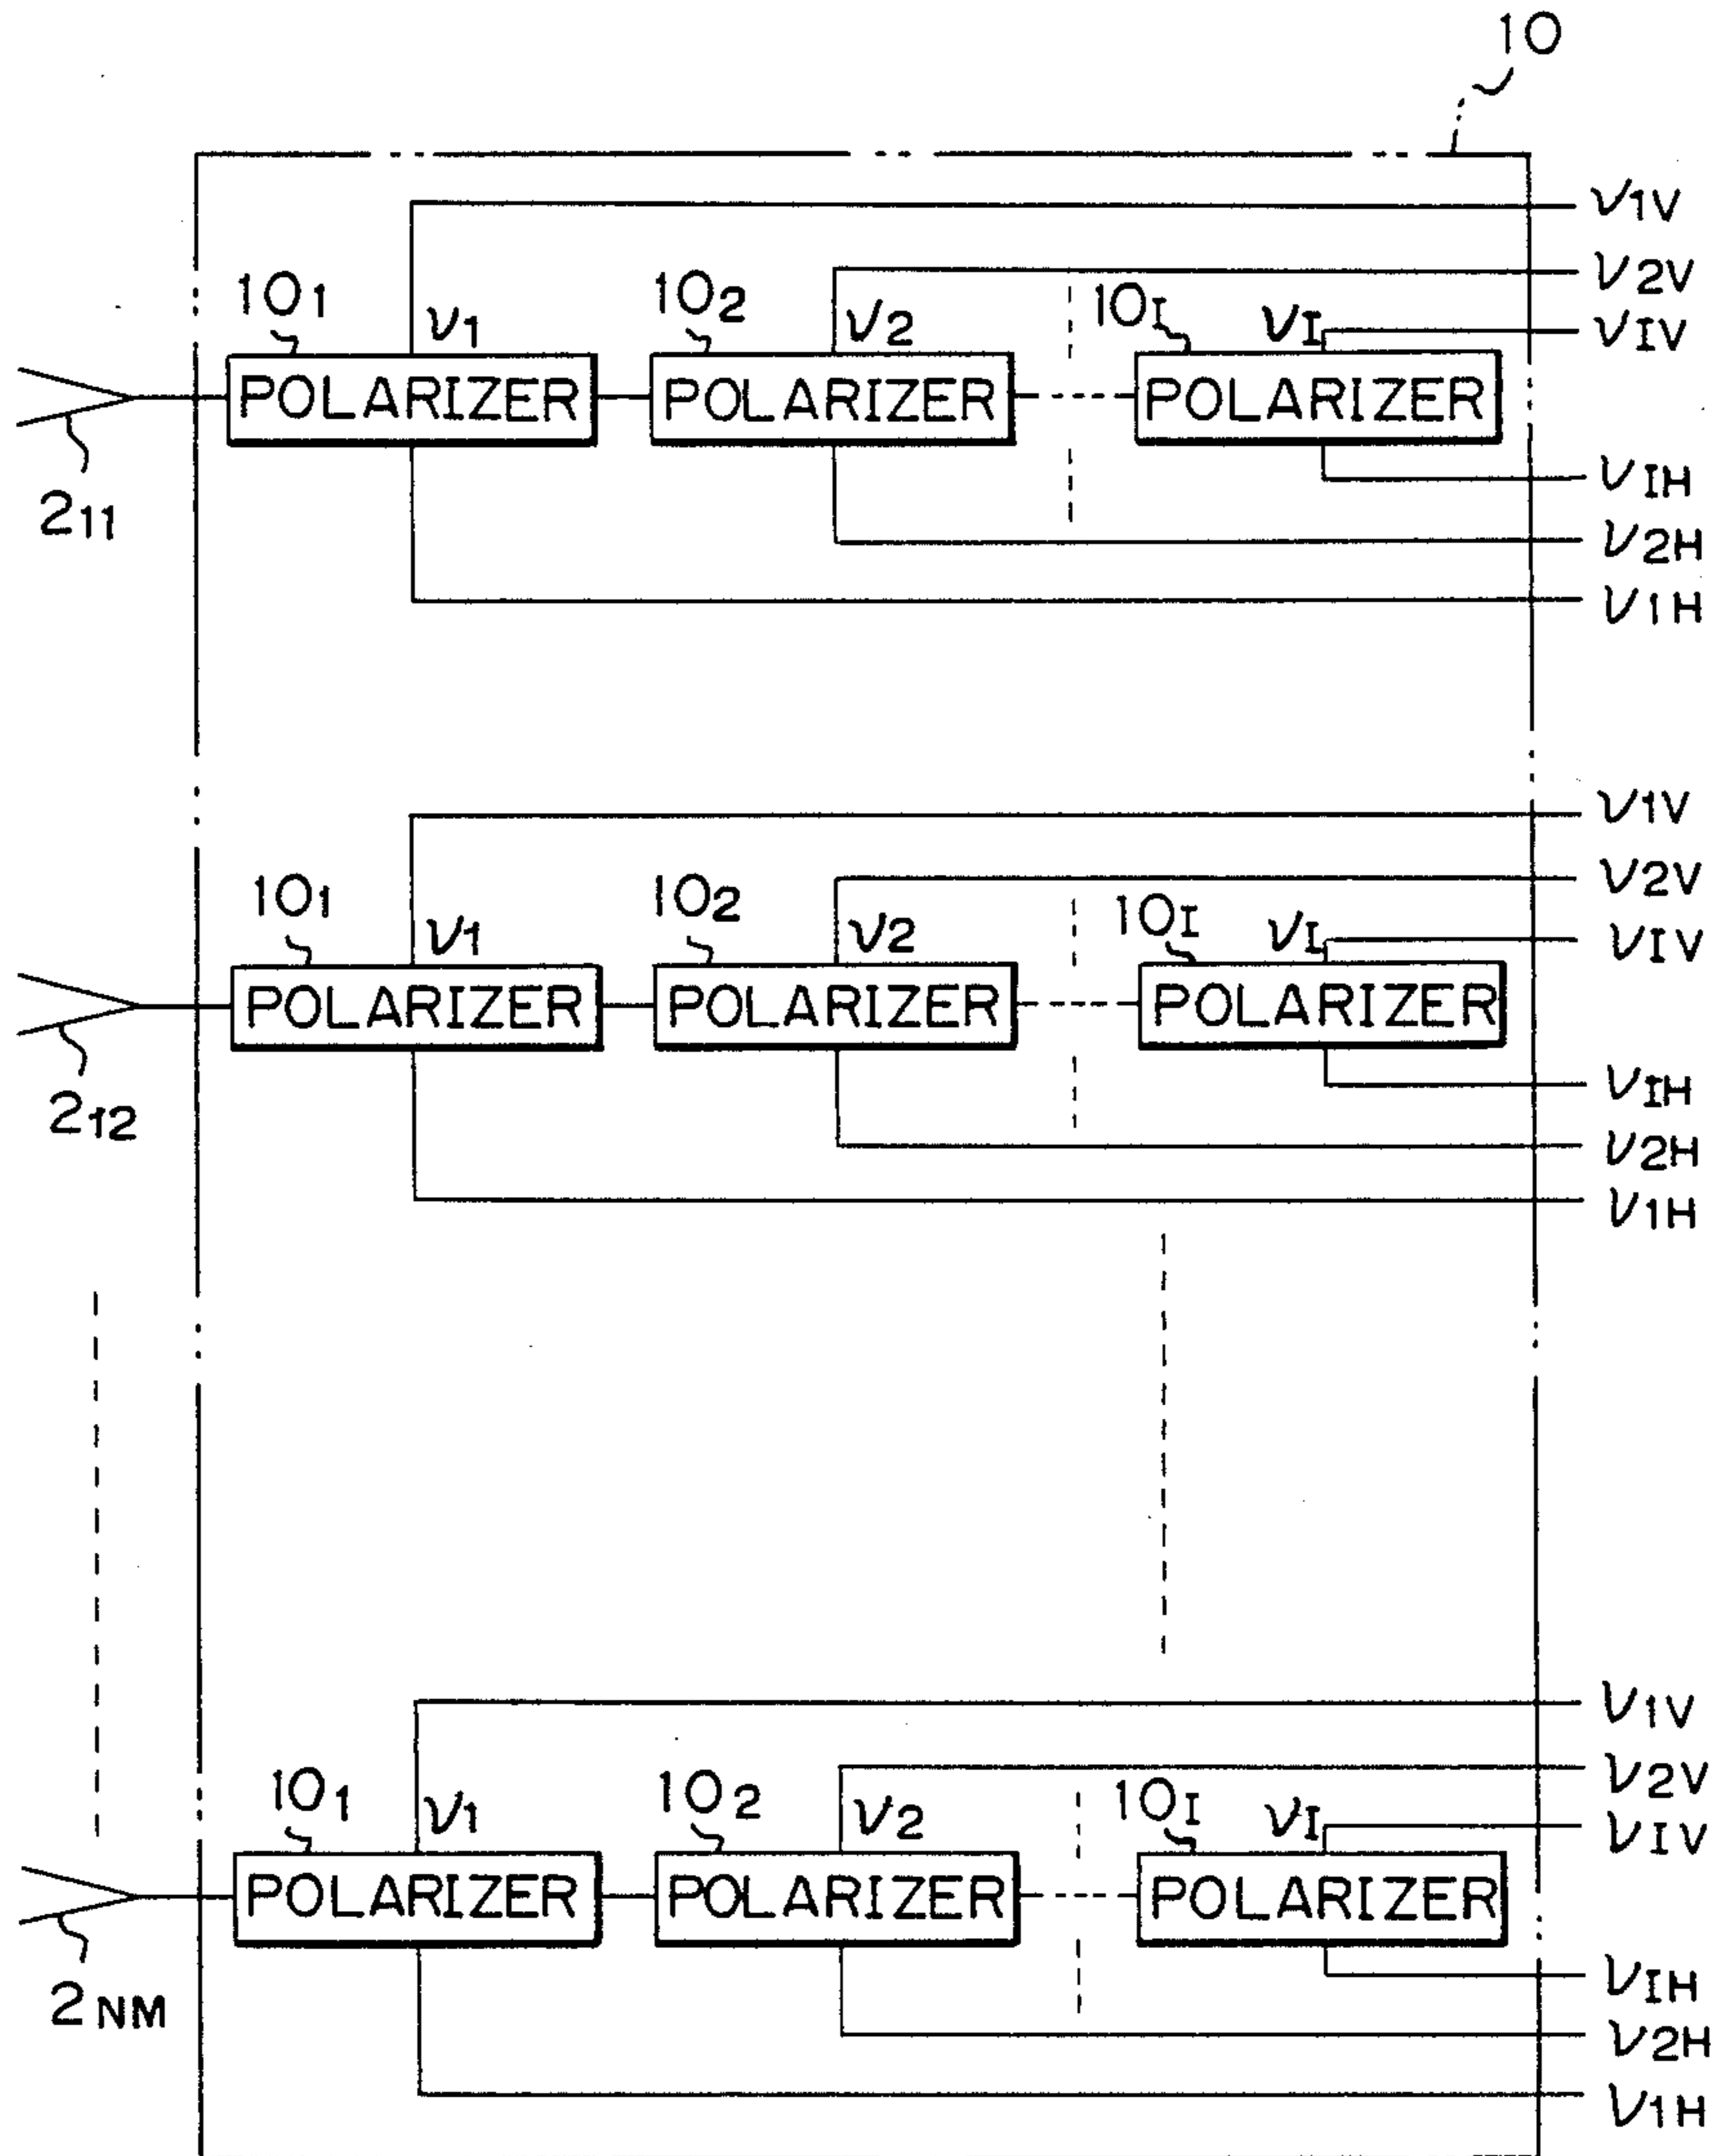 10
ν1V
ν2V
101 ν1 102 ν2 10I νI νIV
POLARIZER POLARIZER POLARIZER
211 νIH
ν2H
ν1H
ν1V
ν2V
101 ν1 102 ν2 10I νI νIV
POLARIZER POLARIZER POLARIZER
212 νIH
ν2H
ν1H
ν1V
ν2V
101 ν1 102 ν2 10I νI νIV
POLARIZER POLARIZER POLARIZER
2NM νIH
ν2H
ν1H